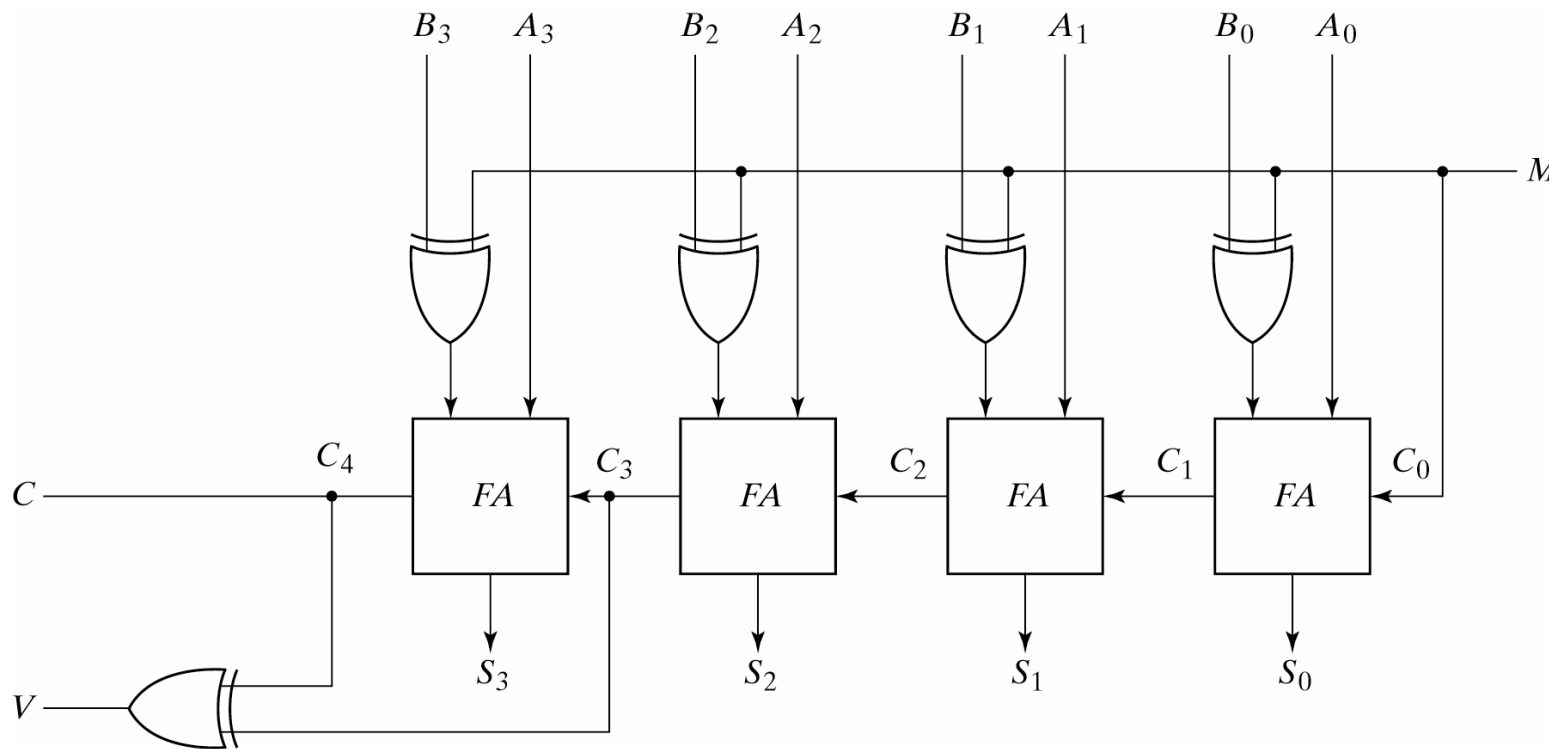 B₃ A₃ B₂ A₂ B₁ A₁ B₀ A₀
M
C₄ C₃ C₂ C₁ C₀
C FA FA FA FA
S₃ S₂ S₁ S₀
V